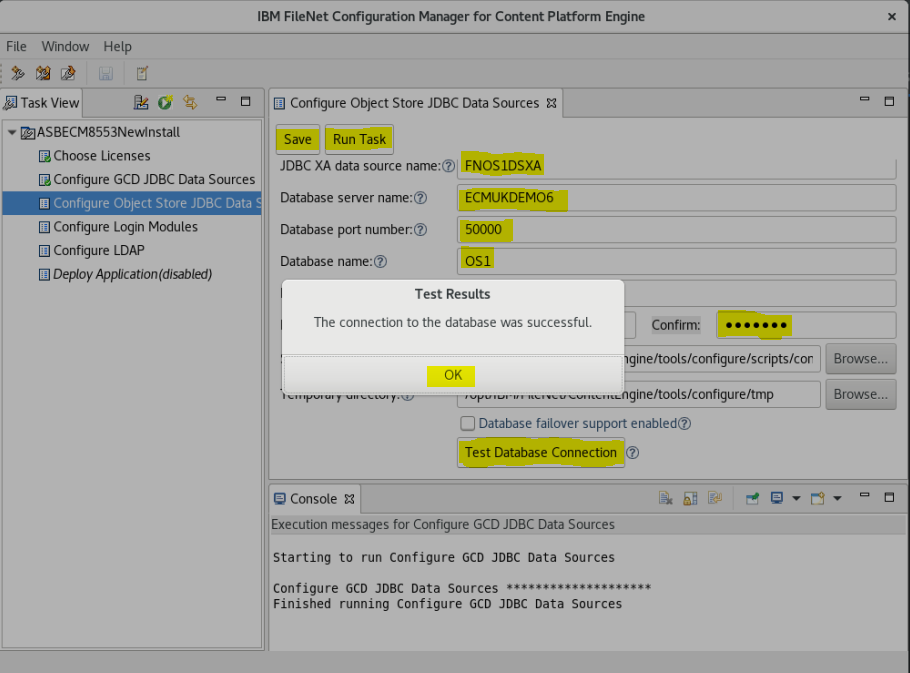 IBM FileNet Configuration Manager for Content Platform Engine
File Window Help
Task View
ASBECM8553NewInstall
Choose Licenses
Configure GCD JDBC Data Sources
Configure Object Store JDBC Data S
Configure Login Modules
Configure LDAP
Deploy Application(disabled)
Configure Object Store JDBC Data Sources
Save Run Task
JDBC XA data source name: FNOS1DSXA
Database server name: ECMUKDEMO6
Database port number: 50000
Database name: OS1
Test Results
The connection to the database was successful.
OK
Confirm: •••••••
ngine/tools/configure/scripts/con Browse...
Temporary directory: /opt/IBM/FileNet/ContentEngine/tools/configure/tmp Browse...
Database failover support enabled
Test Database Connection
Console
Execution messages for Configure GCD JDBC Data Sources
Starting to run Configure GCD JDBC Data Sources
Configure GCD JDBC Data Sources ********************
Finished running Configure GCD JDBC Data Sources